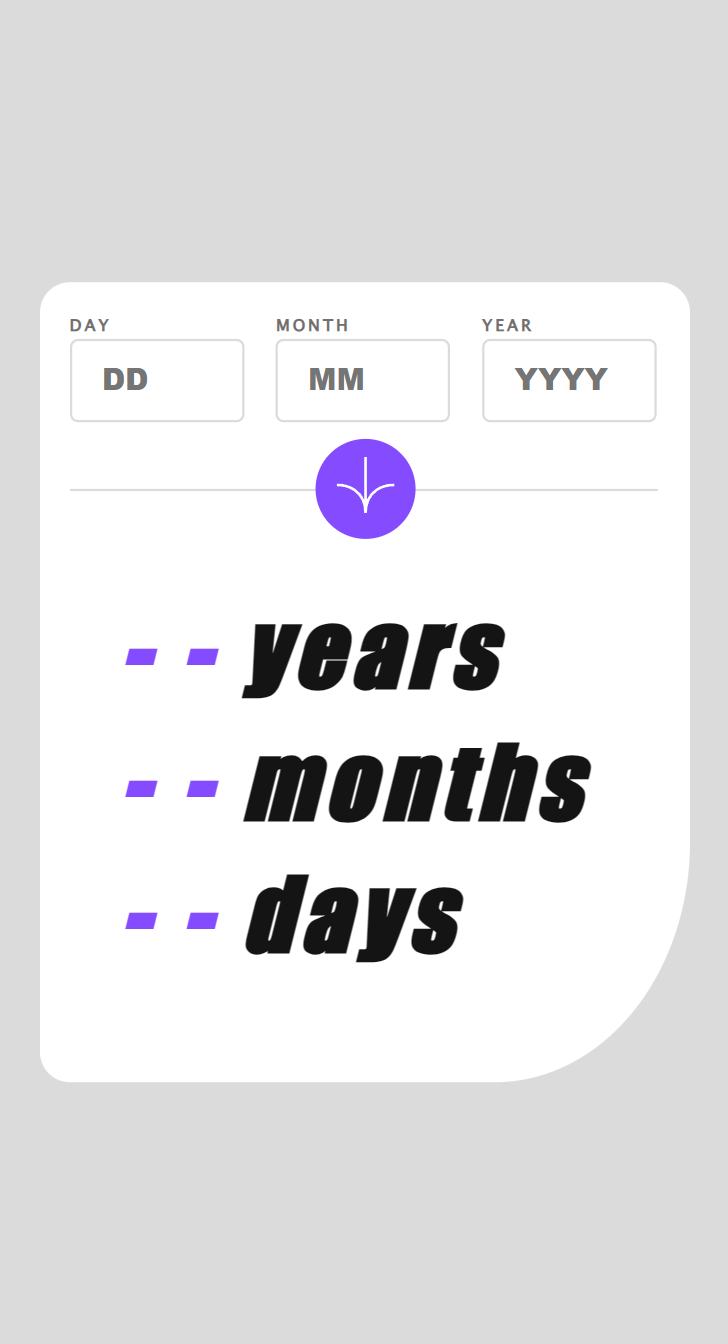 DAY MONTH YEAR
DD MM YYYY
- - years
- - months
- - days